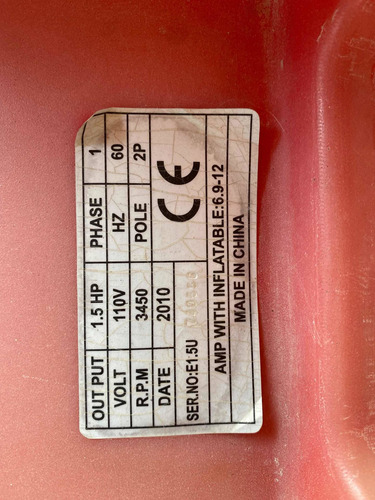 OUT PUT 1.5 HP PHASE 1
VOLT 110V HZ 60
R.P.M 3450 POLE 2P
DATE 2010 CE
SER.NO:E1.5U
AMP WITH INFLATABLE:6.9-12
MADE IN CHINA